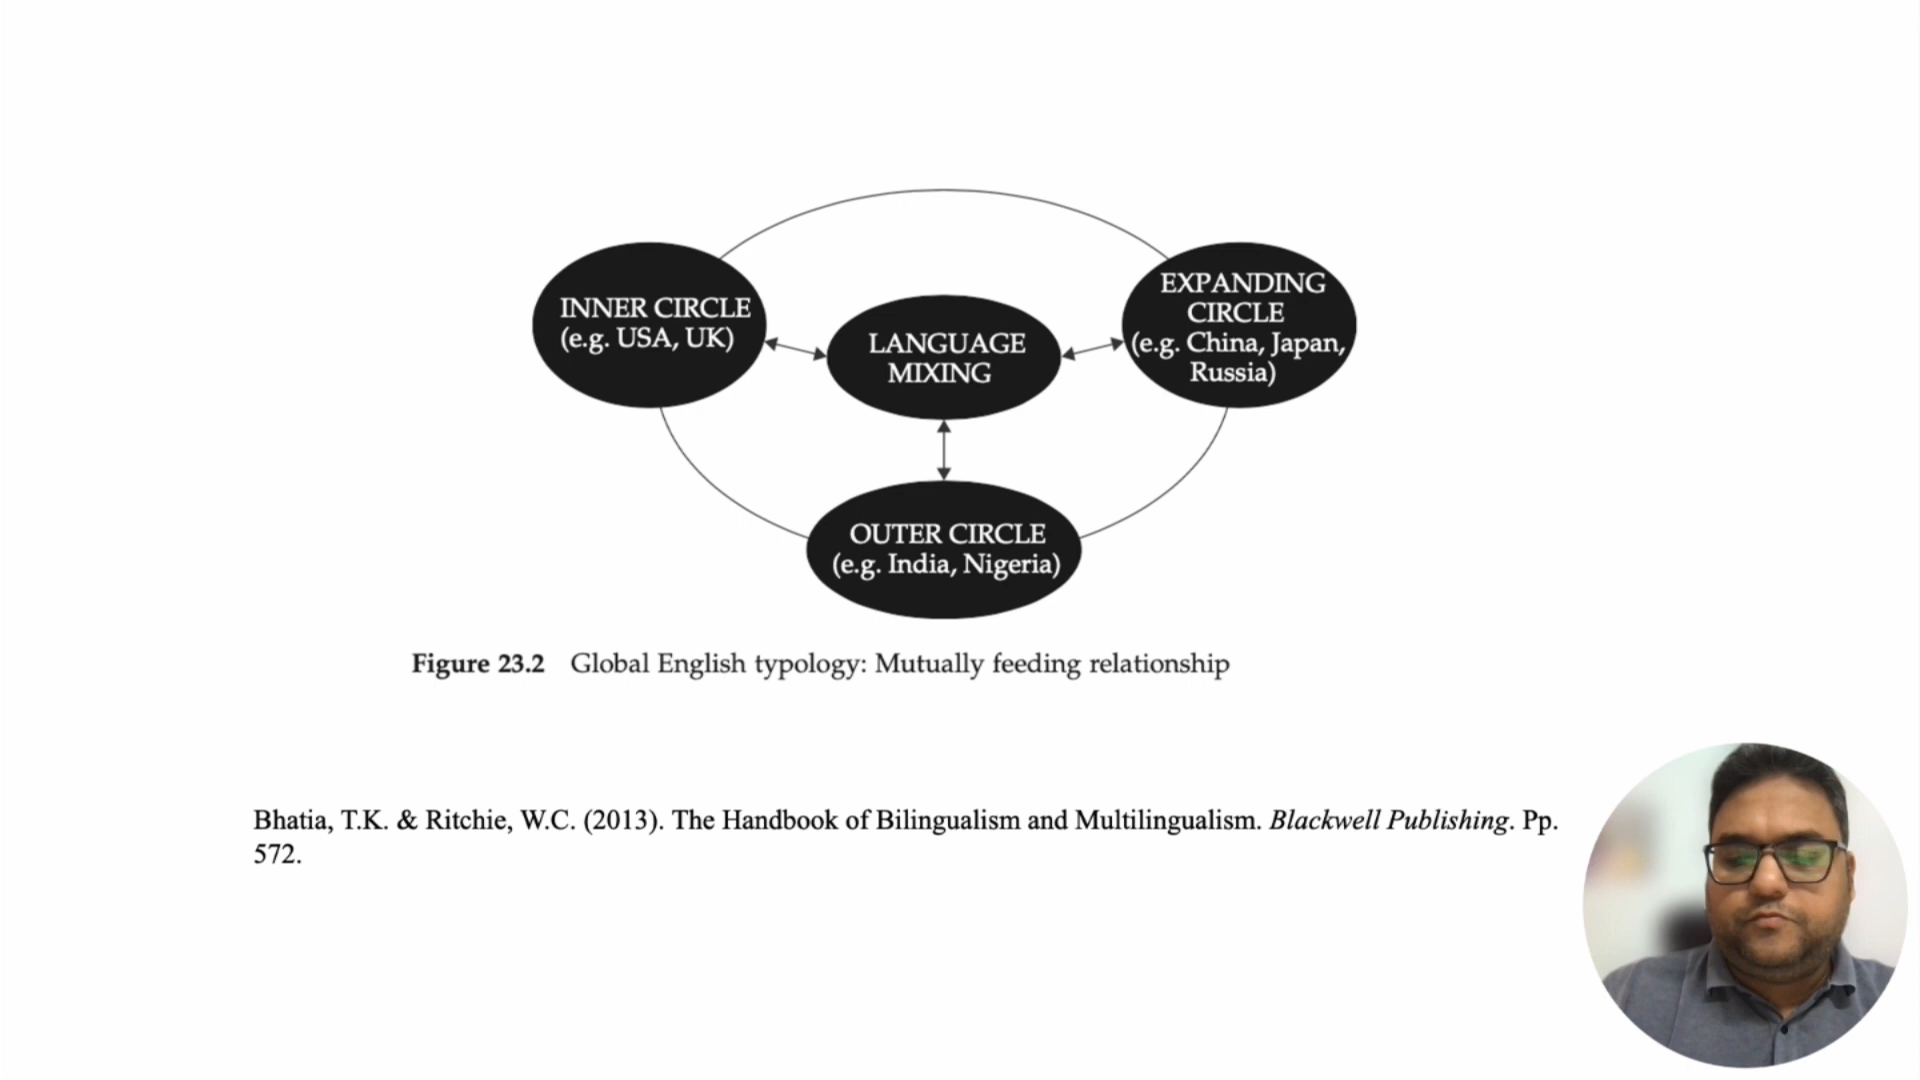 INNER CIRCLE
(e.g. USA, UK)
LANGUAGE
MIXING
EXPANDING
CIRCLE
(e.g. China, Japan,
Russia)
OUTER CIRCLE
(e.g. India, Nigeria)
Figure 23.2 Global English typology: Mutually feeding relationship
Bhatia, T.K. & Ritchie, W.C. (2013). The Handbook of Bilingualism and Multilingualism. Blackwell Publishing. Pp.
572.